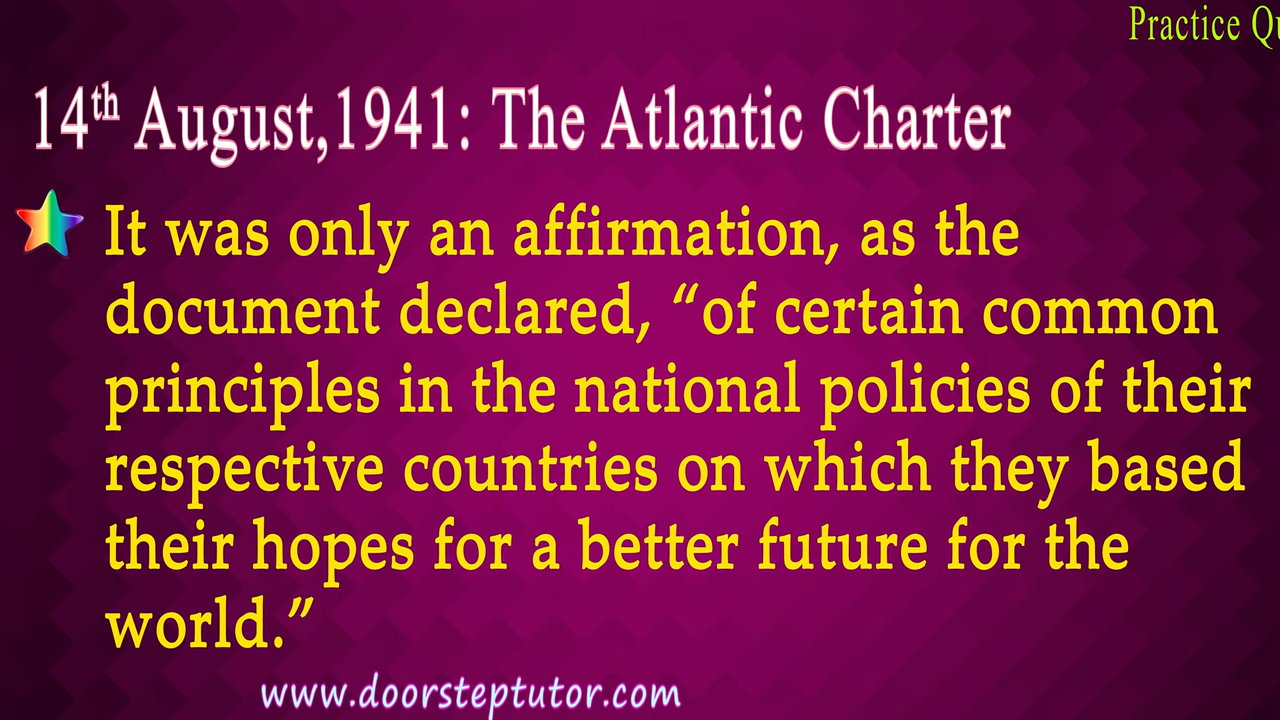 Practice
14th August,1941: The Atlantic Charter
It was only an affirmation, as the
document declared, “of certain common
principles in the national policies of their
respective countries on which they based
their hopes for a better future for the
world.”
www.doorsteptutor.com